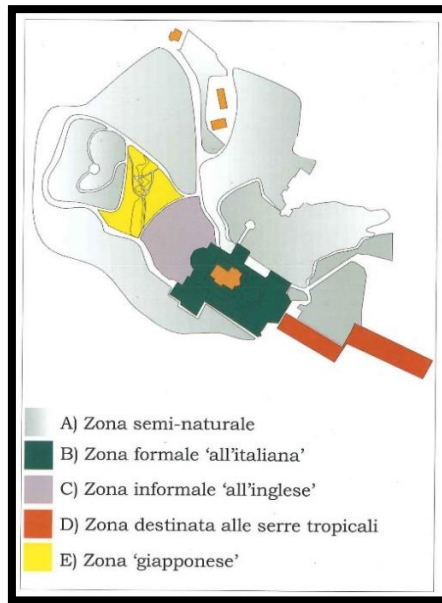 A) Zona semi-naturale
B) Zona formale 'all'italiana'
C) Zona informale 'all'inglese'
D) Zona destinata alle serre tropicali
E) Zona 'giapponese'